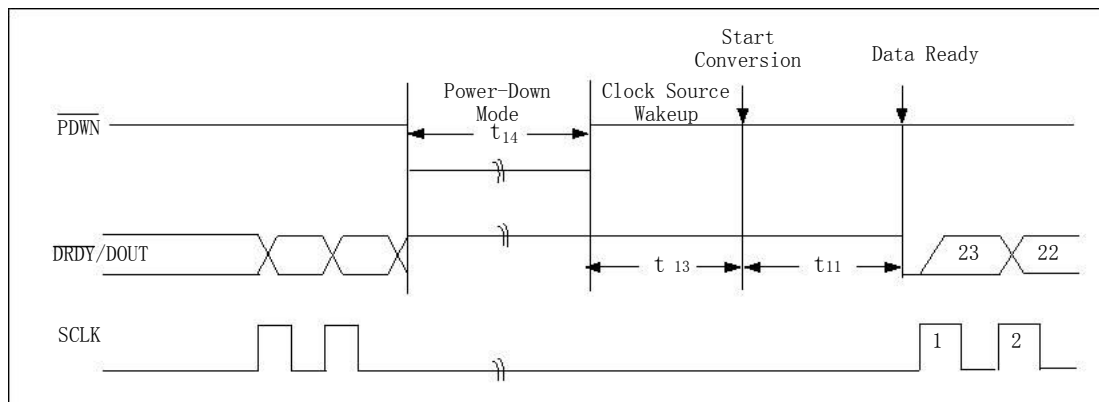 Start
Conversion
Data Ready
Power-Down
Mode
Clock Source
Wakeup
PDWN
t14
DRDY/DOUT
23
22
t 13
t11
SCLK
1
2